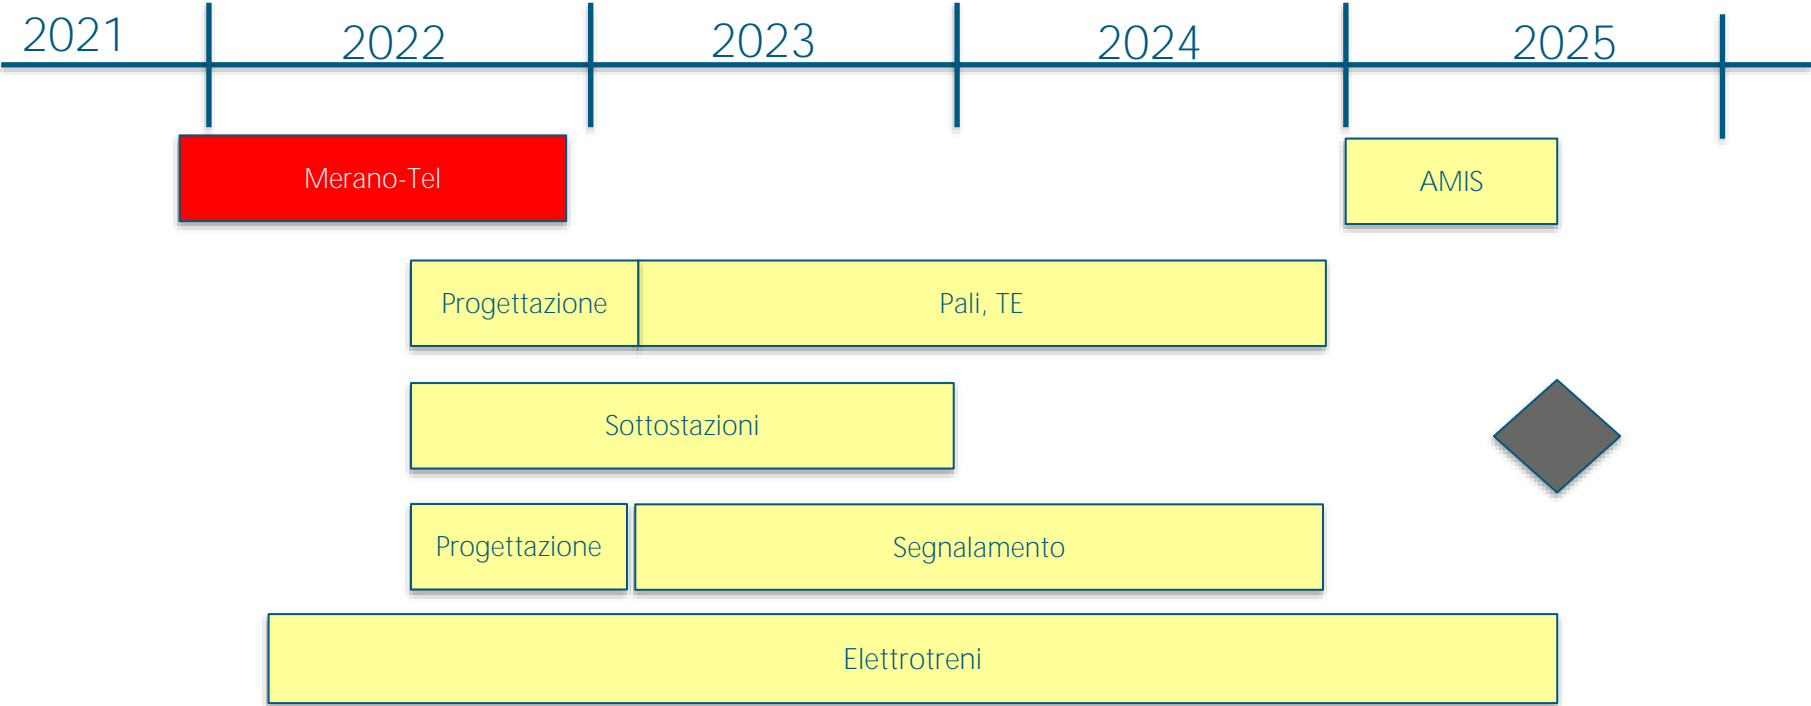 2021
2022
2023
2024
2025
Merano-Tel
AMIS
Progettazione
Pali, TE
Sottostazioni
Progettazione
Segnalamento
Elettrotreni